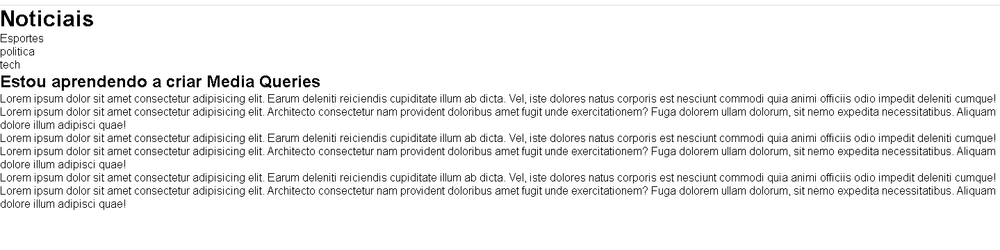 Noticiais
Esportes
politica
tech
Estou aprendendo a criar Media Queries
Lorem ipsum dolor sit amet consectetur adipisicing elit. Earum deleniti reiciendis cupiditate illum ab dicta. Vel, iste dolores natus corporis est nesciunt commodi quia animi officiis odio impedit deleniti cumque!
Lorem ipsum dolor sit amet consectetur adipisicing elit. Architecto consectetur nam provident doloribus amet fugit unde exercitationem? Fuga dolorem ullam dolorum, sit nemo expedita necessitatibus. Aliquam
dolore illum adipisci quae!
Lorem ipsum dolor sit amet consectetur adipisicing elit. Earum deleniti reiciendis cupiditate illum ab dicta. Vel, iste dolores natus corporis est nesciunt commodi quia animi officiis odio impedit deleniti cumque!
Lorem ipsum dolor sit amet consectetur adipisicing elit. Architecto consectetur nam provident doloribus amet fugit unde exercitationem? Fuga dolorem ullam dolorum, sit nemo expedita necessitatibus. Aliquam
dolore illum adipisci quae!
Lorem ipsum dolor sit amet consectetur adipisicing elit. Earum deleniti reiciendis cupiditate illum ab dicta. Vel, iste dolores natus corporis est nesciunt commodi quia animi officiis odio impedit deleniti cumque!
Lorem ipsum dolor sit amet consectetur adipisicing elit. Architecto consectetur nam provident doloribus amet fugit unde exercitationem? Fuga dolorem ullam dolorum, sit nemo expedita necessitatibus. Aliquam
dolore illum adipisci quae!